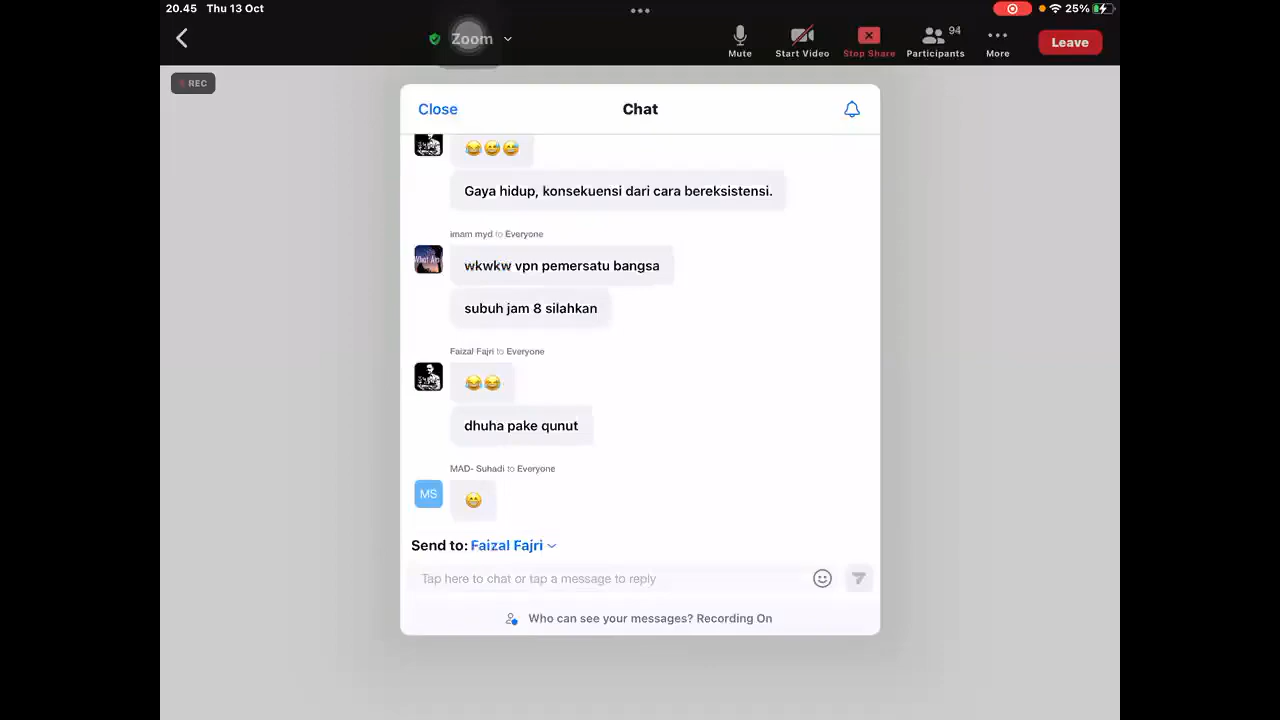 20.45 Thu 13 Oct
25%
Zoom
Mute
Start Video
Stop Share
94
Participants
More
Leave
REC
Close
Chat
Gaya hidup, konsekuensi dari cara bereksistensi.
imam myd to Everyone
What Am I
wkwkw vpn pemersatu bangsa
subuh jam 8 silahkan
Faizal Fajri to Everyone
dhuha pake qunut
MAD- Suhadi to Everyone
MS
Send to: Faizal Fajri
Tap here to chat or tap a message to reply
Who can see your messages? Recording On